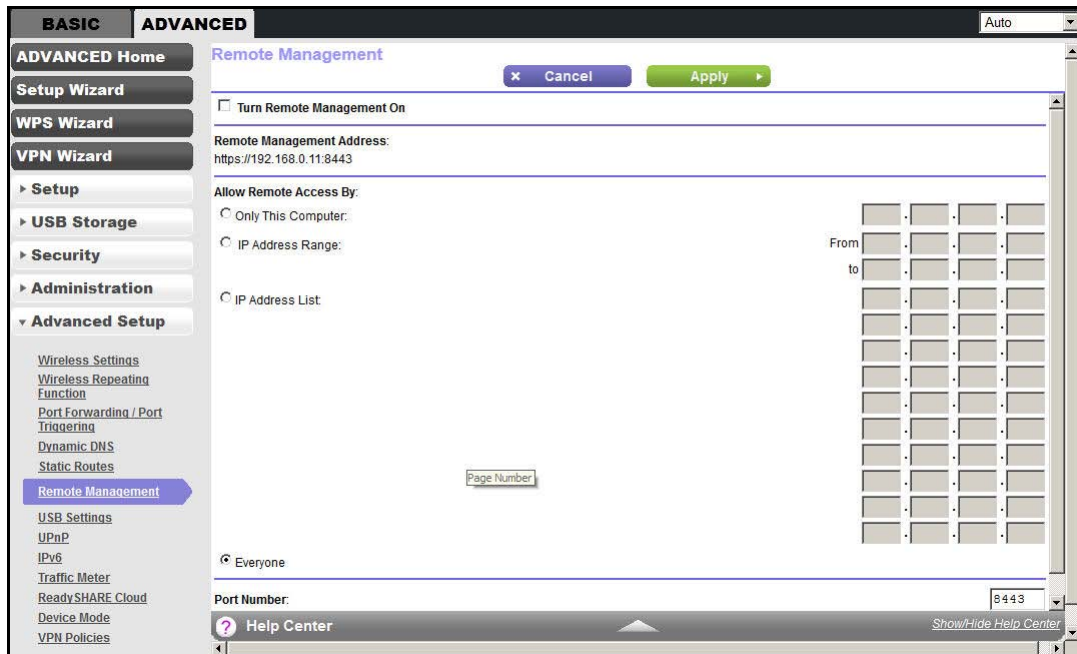 BASIC
ADVANCED
Auto
ADVANCED Home
Setup Wizard
WPS Wizard
VPN Wizard
Setup
USB Storage
Security
Administration
Advanced Setup
Wireless Settings
Wireless Repeating
Function
Port Forwarding / Port
Triggering
Dynamic DNS
Static Routes
Remote Management
USB Settings
UPnP
IPv6
Traffic Meter
ReadySHARE Cloud
Device Mode
VPN Policies
Remote Management
× Cancel
Apply
Turn Remote Management On
Remote Management Address:
https://192.168.0.11:8443
Allow Remote Access By:
Only This Computer:
. . .
IP Address Range:
From . . .
to . . .
IP Address List:
. . .
. . .
. . .
. . .
. . .
. . .
. . .
. . .
. . .
. . .
Page Number
Everyone
Port Number:
8443
? Help Center
Show/Hide Help Center